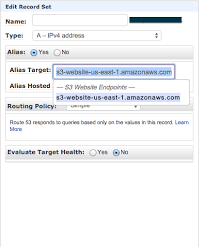 Edit Record Set
Name:
Type: A – IPv4 address
Alias: Yes No
Alias Target: s3-website-us-east-1.amazonaws.com
— S3 Website Endpoints —
Alias Hosted
s3-website-us-east-1.amazonaws.com
Routing Policy: Simple
Route 53 responds to queries based only on the values in this record. Learn
More
Evaluate Target Health: Yes No